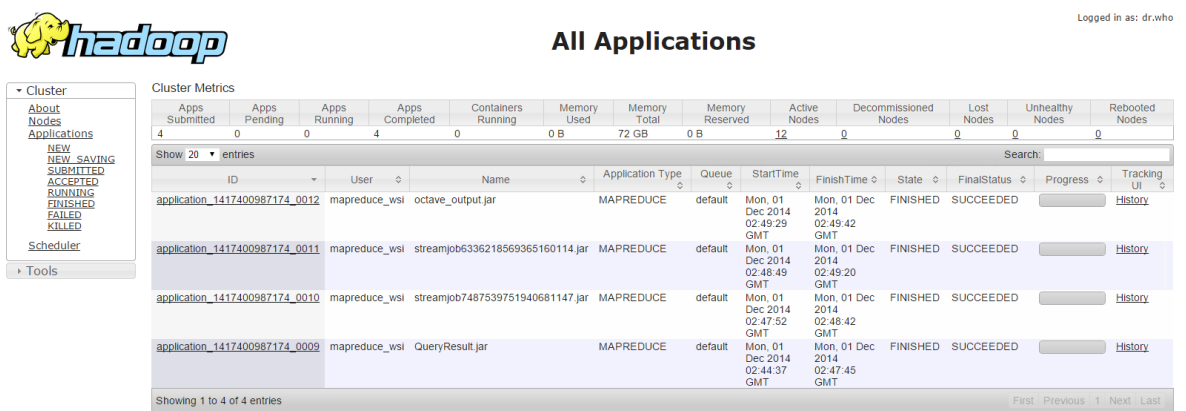 Logged in as: dr.who
hadoop
All Applications
Cluster
About
Nodes
Applications
NEW
NEW_SAVING
SUBMITTED
ACCEPTED
RUNNING
FINISHED
FAILED
KILLED
Scheduler
Tools
Cluster Metrics
Apps Submitted Apps Pending Apps Running Apps Completed Containers Running Memory Used Memory Total Memory Reserved Active Nodes Decommissioned Nodes Lost Nodes Unhealthy Nodes Rebooted Nodes
4 0 0 4 0 0 B 72 GB 0 B 12 0 0 0 0
Show 20 entries Search:
ID User Name Application Type Queue StartTime FinishTime State FinalStatus Progress Tracking UI
application_1417400987174_0012 mapreduce_wsi octave_output.jar MAPREDUCE default Mon, 01 Dec 2014 02:49:29 GMT Mon, 01 Dec 2014 02:49:42 GMT FINISHED SUCCEEDED History
application_1417400987174_0011 mapreduce_wsi streamjob6336218569365160114.jar MAPREDUCE default Mon, 01 Dec 2014 02:48:49 GMT Mon, 01 Dec 2014 02:49:20 GMT FINISHED SUCCEEDED History
application_1417400987174_0010 mapreduce_wsi streamjob7487539751940681147.jar MAPREDUCE default Mon, 01 Dec 2014 02:47:52 GMT Mon, 01 Dec 2014 02:48:42 GMT FINISHED SUCCEEDED History
application_1417400987174_0009 mapreduce_wsi QueryResult.jar MAPREDUCE default Mon, 01 Dec 2014 02:44:37 GMT Mon, 01 Dec 2014 02:47:45 GMT FINISHED SUCCEEDED History
Showing 1 to 4 of 4 entries First Previous 1 Next Last